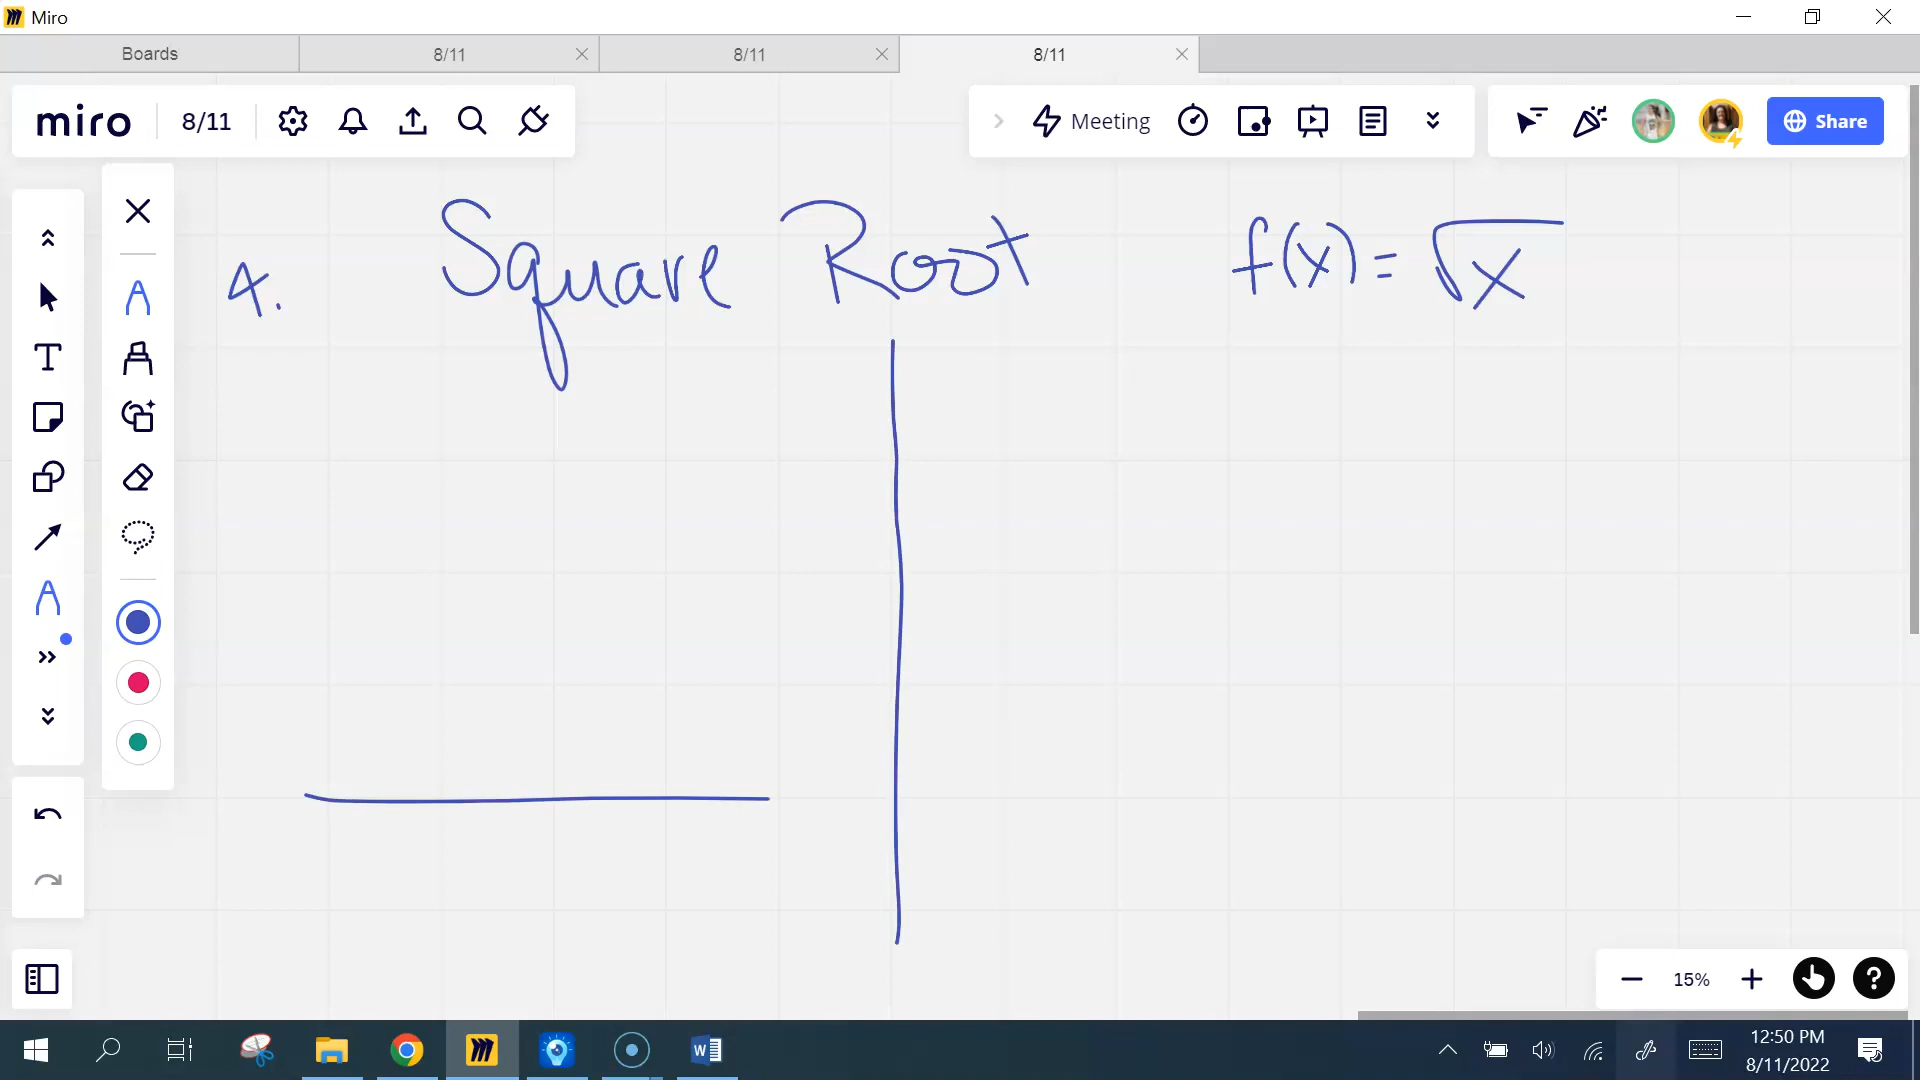 Miro
Boards
8/11
8/11
8/11
miro
8/11
Meeting
Share
4. Square Root f(x) = √x
15%
12:50 PM
8/11/2022